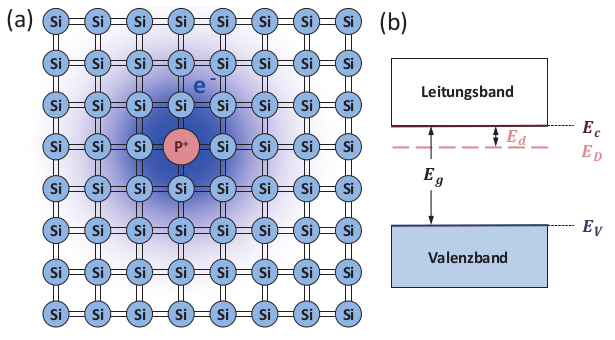 (a)
Si Si Si Si Si Si Si Si
Si Si Si Si Si Si Si Si
e⁻
Si Si Si Si Si Si Si Si
Si Si Si P⁺ Si Si Si Si
Si Si Si Si Si Si Si Si
Si Si Si Si Si Si Si Si
Si Si Si Si Si Si Si Si
Si Si Si Si Si Si Si Si
(b)
Leitungsband
E_c
E_d
E_D
E_g
E_V
Valenzband